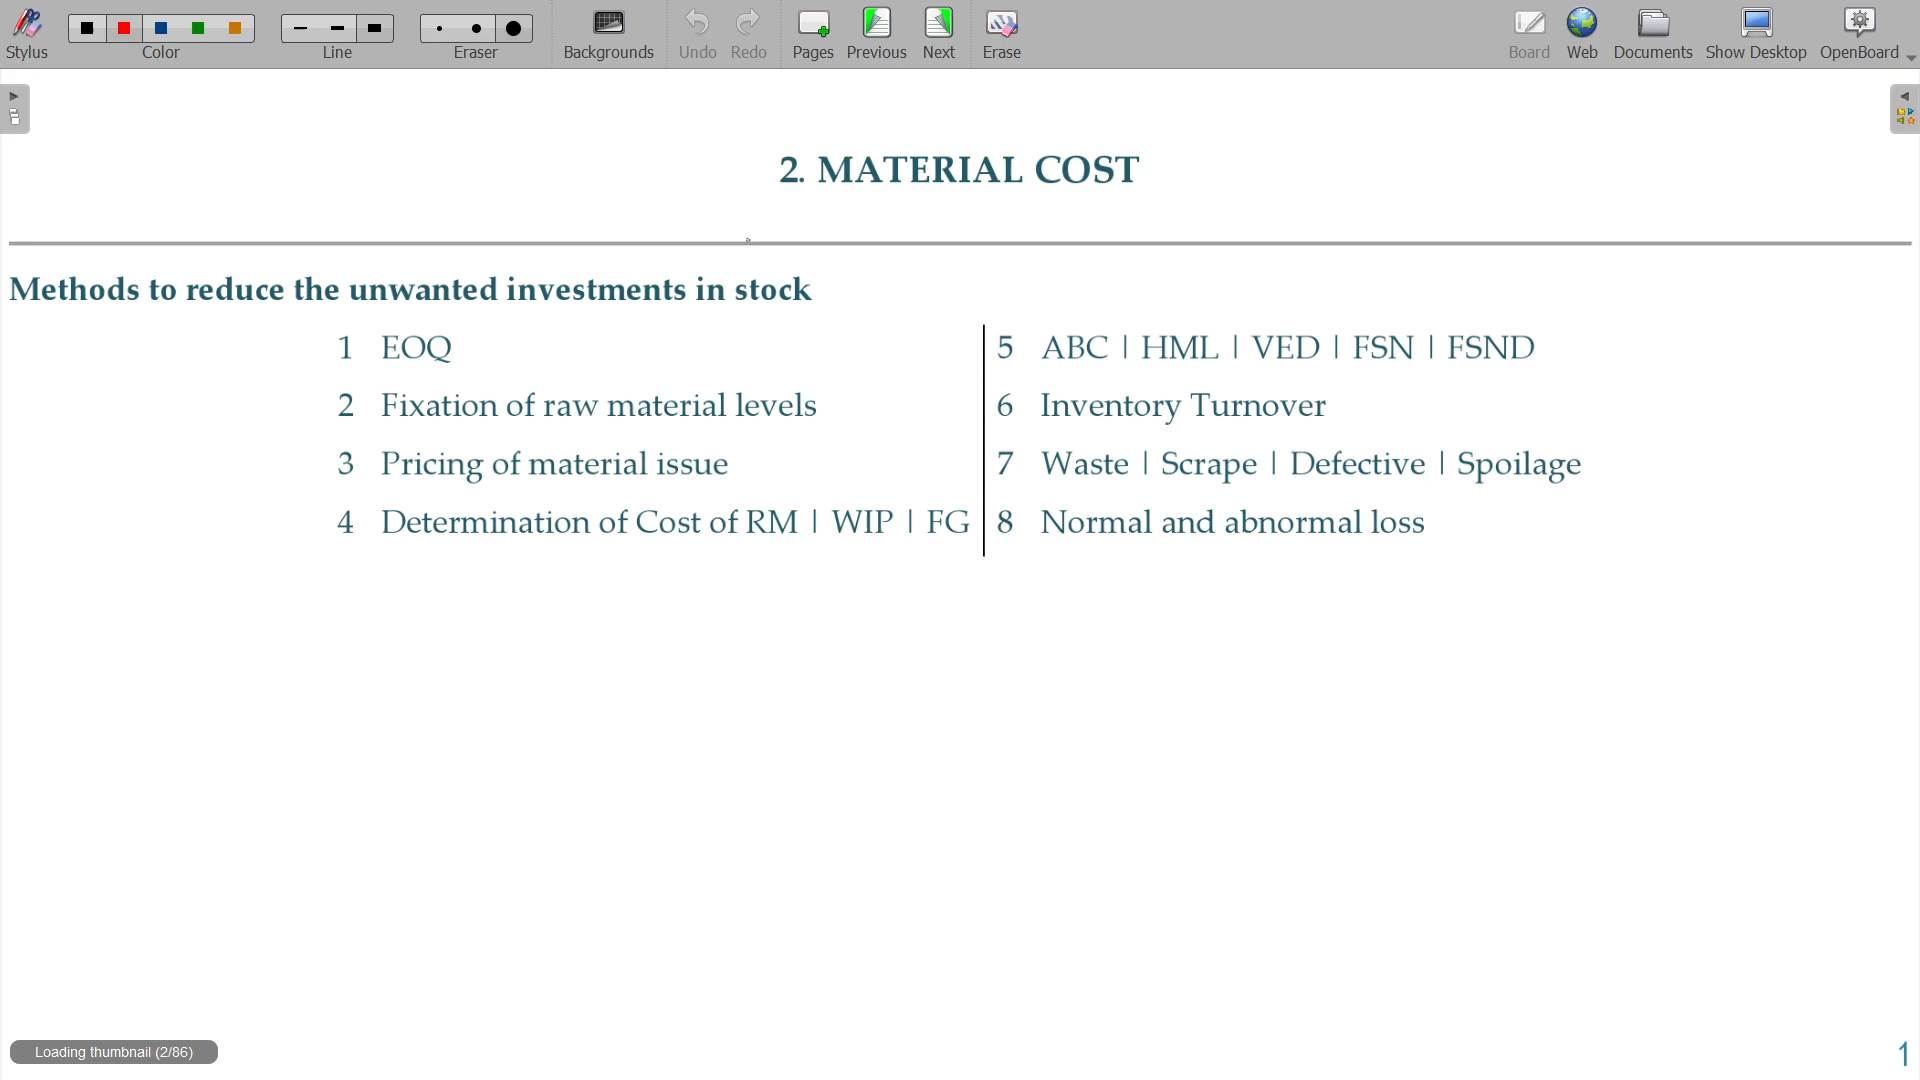 Stylus
Color
Line
Eraser
Backgrounds
Undo
Redo
Pages
Previous
Next
Erase
Board
Web
Documents
Show Desktop
OpenBoard
2. MATERIAL COST
Methods to reduce the unwanted investments in stock
1 EOQ
2 Fixation of raw material levels
3 Pricing of material issue
4 Determination of Cost of RM | WIP | FG
5 ABC | HML | VED | FSN | FSND
6 Inventory Turnover
7 Waste | Scrape | Defective | Spoilage
8 Normal and abnormal loss
Loading thumbnail (2/86)
1